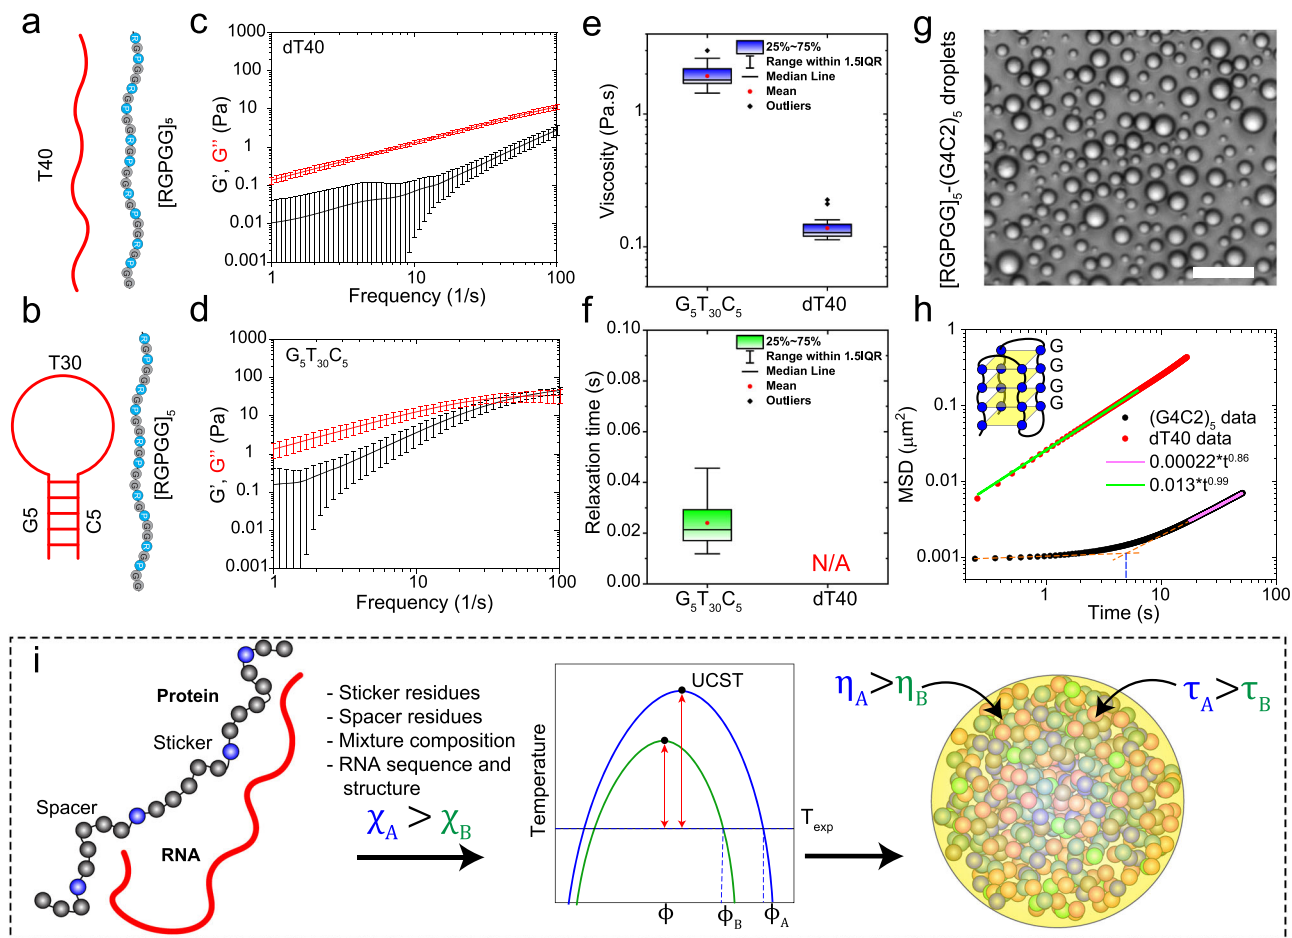 a
T40
RGPGGRGPGGRGPGGRGPGGRGPGG
[RGPGG]₅
b
T30
G5
C5
RGPGGRGPGGRGPGGRGPGGRGPGG
[RGPGG]₅
c
dT40
1000
100
10
1
0.1
0.01
0.001
G', G'' (Pa)
1
10
100
Frequency (1/s)
d
G₅T₃₀C₅
1000
100
10
1
0.1
0.01
0.001
G', G'' (Pa)
1
10
100
Frequency (1/s)
e
25%~75%
Range within 1.5IQR
Median Line
Mean
Outliers
1
0.1
Viscosity (Pa.s)
G₅T₃₀C₅
dT40
f
25%~75%
Range within 1.5IQR
Median Line
Mean
Outliers
0.10
0.08
0.06
0.04
0.02
0.00
Relaxation time (s)
N/A
G₅T₃₀C₅
dT40
g
[RGPGG]₅-(G4C2)₅ droplets
h
G
G
G
G
(G4C2)₅ data
dT40 data
0.00022*t^0.86
0.013*t^0.99
1
0.1
0.01
0.001
MSD (μm²)
1
10
100
Time (s)
i
Protein
Sticker
Spacer
RNA
- Sticker residues
- Spacer residues
- Mixture composition
- RNA sequence and
structure
χA > χB
UCST
Temperature
Texp
ϕ
ϕB
ϕA
ηA>ηB
τA>τB